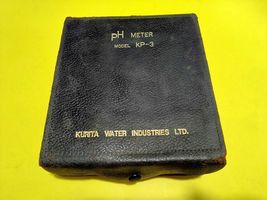 pH METER
MODEL KP-3
KURITA WATER INDUSTRIES LTD.